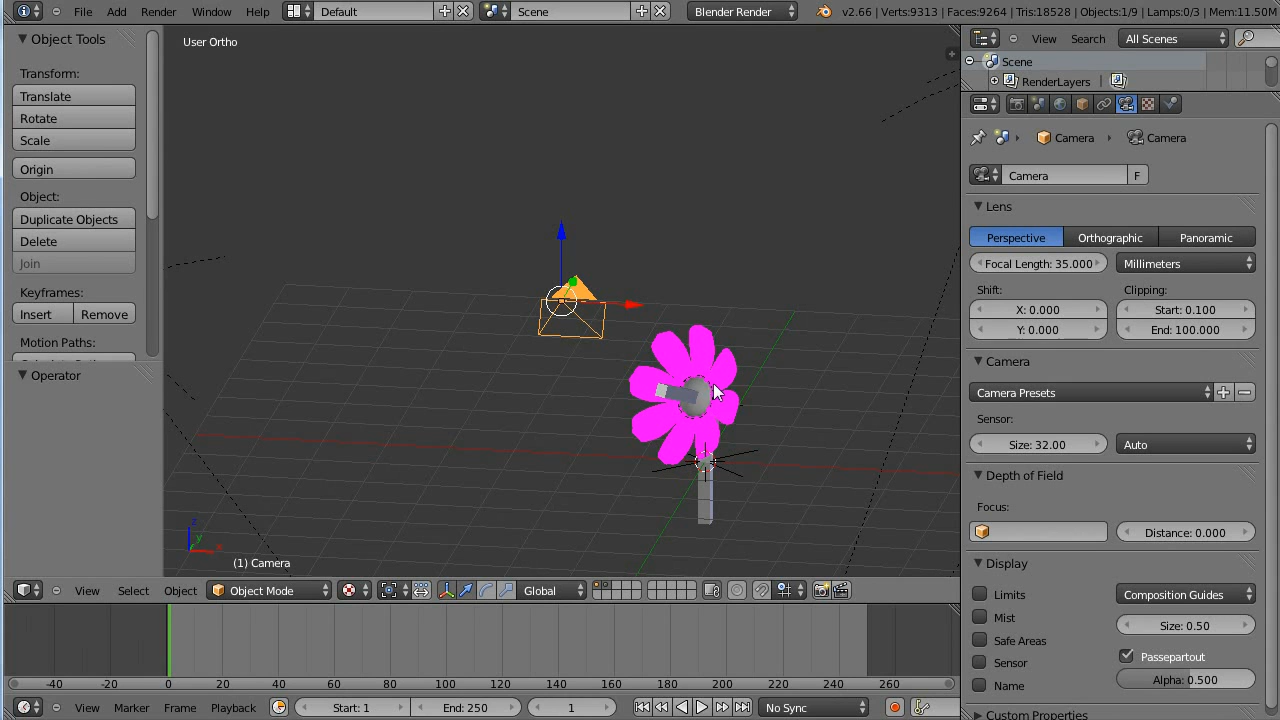 File Add Render Window Help Default Scene Blender Render v2.66 | Verts:9313 | Faces:9264 | Tris:18528 | Objects:1/9 | Lamps:0/3 | Mem:11.50M
Object Tools
User Ortho
View Search All Scenes
Scene
RenderLayers
Transform:
Translate
Rotate
Scale
Origin
Object:
Duplicate Objects
Delete
Join
Keyframes:
Insert Remove
Motion Paths:
Operator
Camera Camera
Camera F
Lens
Perspective Orthographic Panoramic
Focal Length: 35.000 Millimeters
Shift: Clipping:
X: 0.000 Start: 0.100
Y: 0.000 End: 100.000
Camera
Camera Presets
Sensor:
Size: 32.00 Auto
Depth of Field
Focus:
Distance: 0.000
Display
Limits Composition Guides
Mist
Size: 0.50
Safe Areas
Sensor Passepartout
Name Alpha: 0.500
Custom Properties
z
y
x
(1) Camera
View Select Object Object Mode Global
-40 -20 0 20 40 60 80 100 120 140 160 180 200 220 240 260
View Marker Frame Playback Start: 1 End: 250 1 No Sync